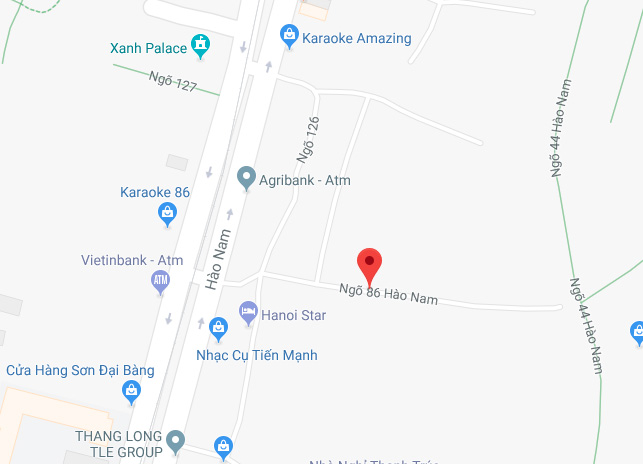 Karaoke Amazing
Xanh Palace
Ngõ 127
Ngõ 44 Hào Nam
Ngõ 126
Agribank - Atm
Karaoke 86
Hào Nam
Vietinbank - Atm
ATM
Ngõ 86 Hào Nam
Ngõ 44 Hào Nam
Hanoi Star
Nhạc Cụ Tiến Mạnh
Cửa Hàng Sơn Đại Bàng
THANG LONG
TLE GROUP